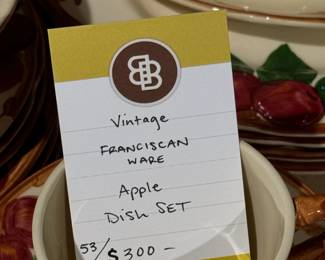 Vintage
FRANCISCAN
WARE
Apple
DISH SET
53/$300-